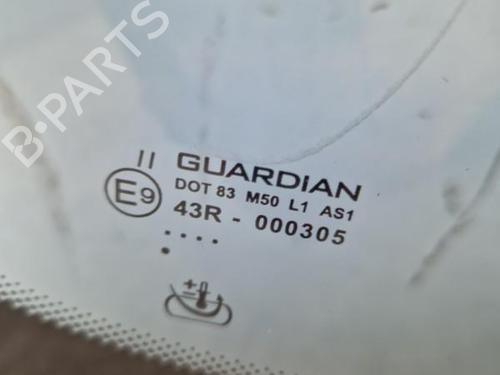 B-PARTS
II GUARDIAN
DOT 83 M50 L1 AS1
E9
43R - 000305
....
.